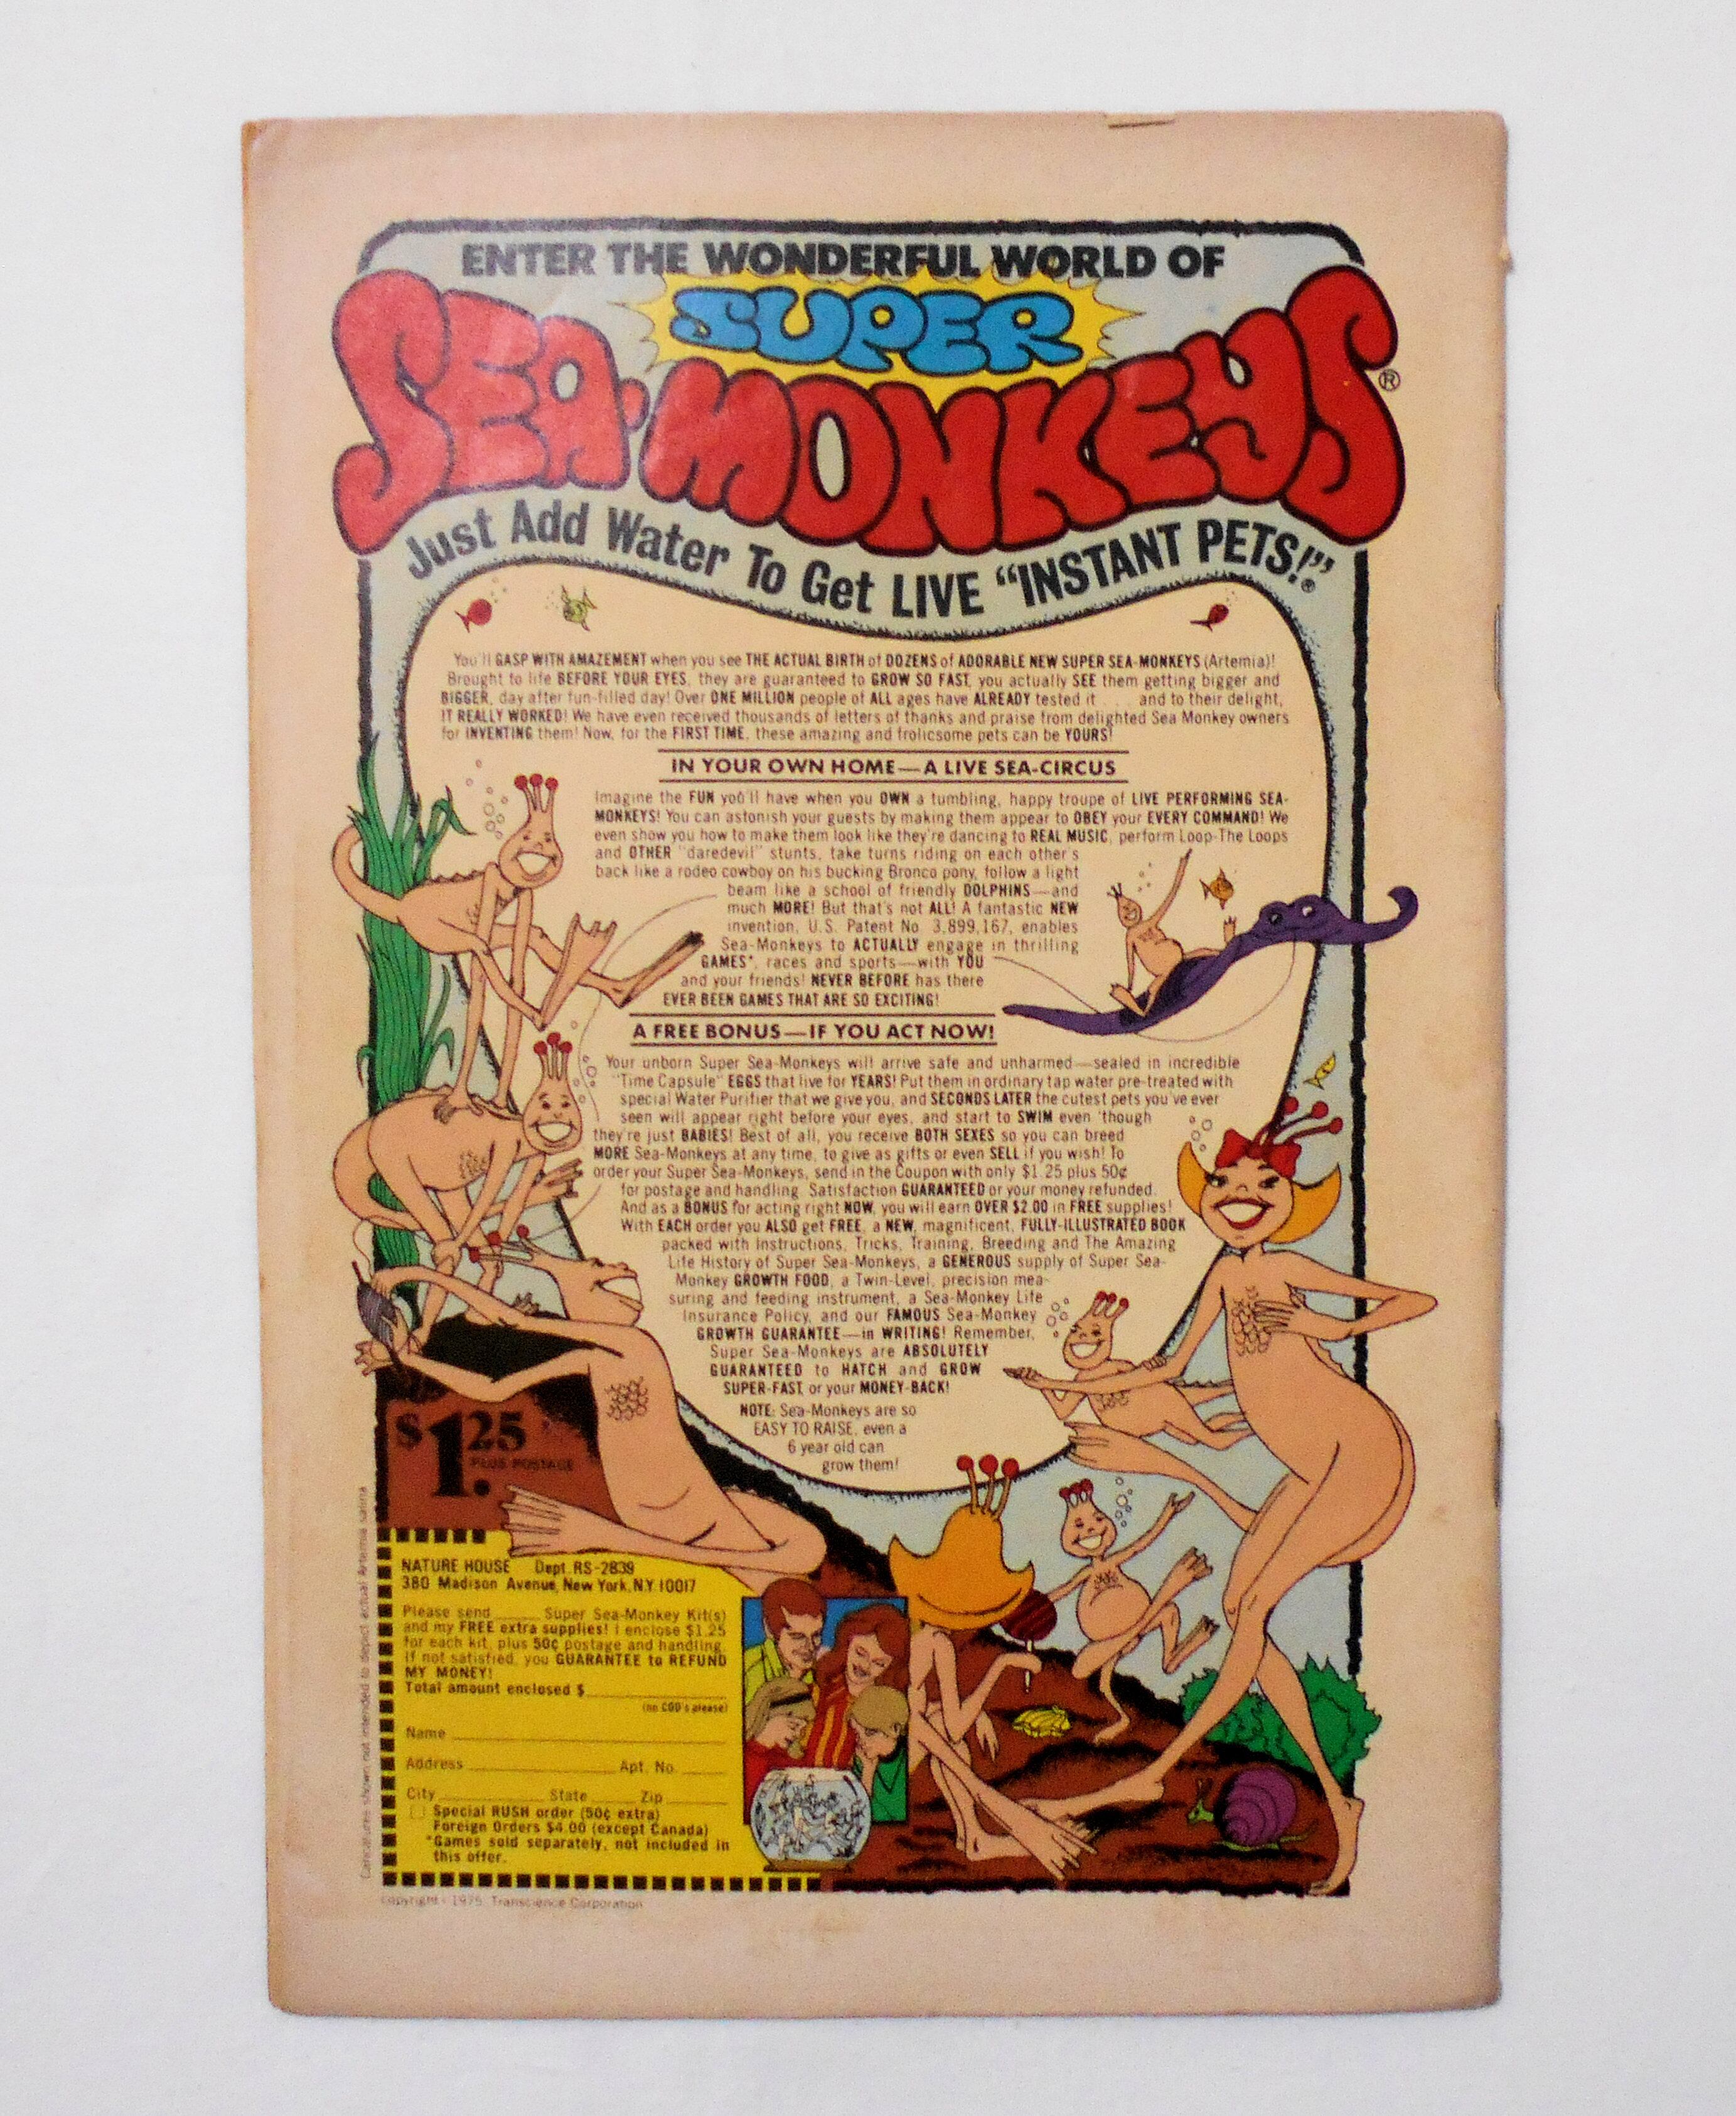 ENTER THE WONDERFUL WORLD OF
SUPER
SEA-MONKEYS®
Just Add Water To Get LIVE "INSTANT PETS!"®
You'll GASP WITH AMAZEMENT when you see THE ACTUAL BIRTH of DOZENS of ADORABLE NEW SUPER SEA-MONKEYS (Artemia)!
Brought to life BEFORE YOUR EYES, they are guaranteed to GROW SO FAST, you actually SEE them getting bigger and
BIGGER, day after fun-filled day! Over ONE MILLION people of ALL ages have ALREADY tested it . . . and to their delight,
IT REALLY WORKED! We have even received thousands of letters of thanks and praise from delighted Sea Monkey owners
for INVENTING them! Now, for the FIRST TIME, these amazing and frolicsome pets can be YOURS!
IN YOUR OWN HOME—A LIVE SEA-CIRCUS
Imagine the FUN you'll have when you OWN a tumbling, happy troupe of LIVE PERFORMING SEA-
MONKEYS! You can astonish your guests by making them appear to OBEY your EVERY COMMAND! We
even show you how to make them look like they're dancing to REAL MUSIC, perform Loop-The Loops
and OTHER "daredevil" stunts, take turns riding on each other's
back like a rodeo cowboy on his bucking Bronco pony, follow a light
beam like a school of friendly DOLPHINS—and
much MORE! But that's not ALL! A fantastic NEW
invention, U.S. Patent No. 3,899,167, enables
Sea-Monkeys to ACTUALLY engage in thrilling
GAMES*, races and sports—with YOU
and your friends! NEVER BEFORE has there
EVER BEEN GAMES THAT ARE SO EXCITING!
A FREE BONUS—IF YOU ACT NOW!
Your unborn Super Sea-Monkeys will arrive safe and unharmed—sealed in incredible
"Time Capsule" EGGS that live for YEARS! Put them in ordinary tap water pre-treated with
special Water Purifier that we give you, and SECONDS LATER the cutest pets you've ever
seen will appear right before your eyes, and start to SWIM even 'though
they're just BABIES! Best of all, you receive BOTH SEXES so you can breed
MORE Sea-Monkeys at any time, to give as gifts or even SELL if you wish! To
order your Super Sea-Monkeys, send in the Coupon with only $1.25 plus 50¢
for postage and handling. Satisfaction GUARANTEED or your money refunded.
And as a BONUS for acting right NOW, you will earn OVER $2.00 in FREE supplies!
With EACH order you ALSO get FREE, a NEW, magnificent, FULLY-ILLUSTRATED BOOK
packed with Instructions, Tricks, Training, Breeding and The Amazing
Life History of Super Sea-Monkeys, a GENEROUS supply of Super Sea-
Monkey GROWTH FOOD, a Twin-Level, precision mea-
suring and feeding instrument, a Sea-Monkey Life
Insurance Policy, and our FAMOUS Sea-Monkey
GROWTH GUARANTEE—in WRITING! Remember,
Super Sea-Monkeys are ABSOLUTELY
GUARANTEED to HATCH and GROW
SUPER-FAST or your MONEY-BACK!
NOTE: Sea-Monkeys are so
EASY TO RAISE, even a
6 year old can
grow them!
$1.25
PLUS POSTAGE
NATURE HOUSE Dept. RS-2839
380 Madison Avenue, New York, N.Y. 10017
Please send ____ Super Sea-Monkey Kit(s)
and my FREE extra supplies! I enclose $1.25
for each kit, plus 50¢ postage and handling.
If not satisfied, you GUARANTEE to REFUND
MY MONEY!
Total amount enclosed $____
(no COD's please)
Name ____
Address ____ Apt. No. ____
City ____ State ____ Zip ____
[ ] Special RUSH order (50¢ extra)
Foreign Orders $4.00 (except Canada)
*Games sold separately, not included in
this offer.
Caricatures shown not intended to depict actual Artemia salina
Copyright · 1975, Transcience Corporation